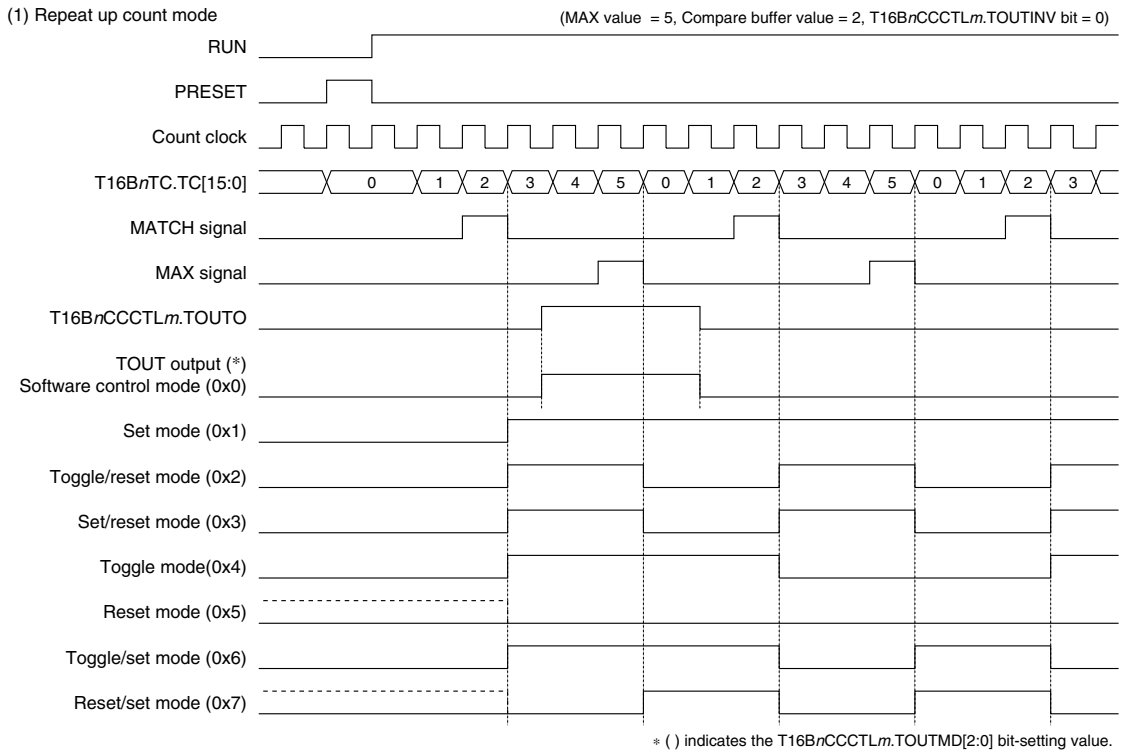 (1) Repeat up count mode
(MAX value = 5, Compare buffer value = 2, T16BnCCCTLm.TOUTINV bit = 0)
RUN
PRESET
Count clock
T16BnTC.TC[15:0] 0 1 2 3 4 5 0 1 2 3 4 5 0 1 2 3
MATCH signal
MAX signal
T16BnCCCTLm.TOUTO
TOUT output (*)
Software control mode (0x0)
Set mode (0x1)
Toggle/reset mode (0x2)
Set/reset mode (0x3)
Toggle mode(0x4)
Reset mode (0x5)
Toggle/set mode (0x6)
Reset/set mode (0x7)
* ( ) indicates the T16BnCCCTLm.TOUTMD[2:0] bit-setting value.